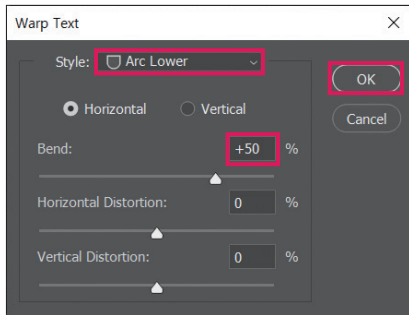 Warp Text
Style: Arc Lower
OK
Horizontal Vertical
Cancel
Bend: +50 %
Horizontal Distortion: 0 %
Vertical Distortion: 0 %